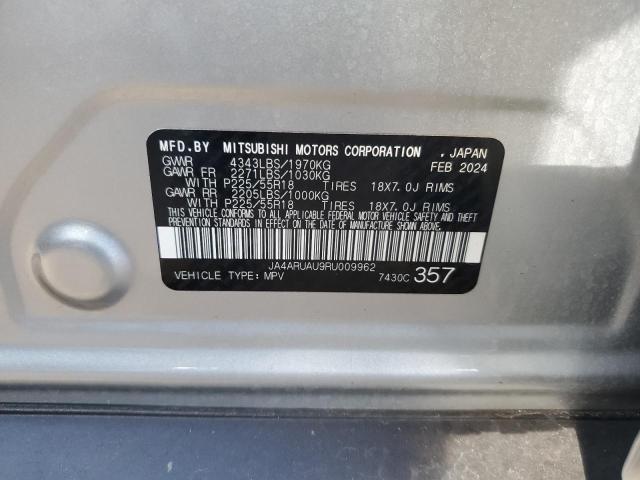 MFD.BY MITSUBISHI MOTORS CORPORATION , JAPAN
GVWR 4343LBS/1970KG FEB 2024
GAWR FR 2271LBS/1030KG
WITH P225/55R18 TIRES 18X7.0J RIMS
GAWR RR 2205LBS/1000KG
WITH P225/55R18 TIRES 18X7.0J RIMS
THIS VEHICLE CONFORMS TO ALL APPLICABLE FEDERAL MOTOR VEHICLE SAFETY AND THEFT
PREVENTION STANDARDS IN EFFECT ON THE DATE OF MANUFACTURE SHOWN ABOVE.
JA4ARUAU9RU009962
VEHICLE TYPE: MPV 7430C 357